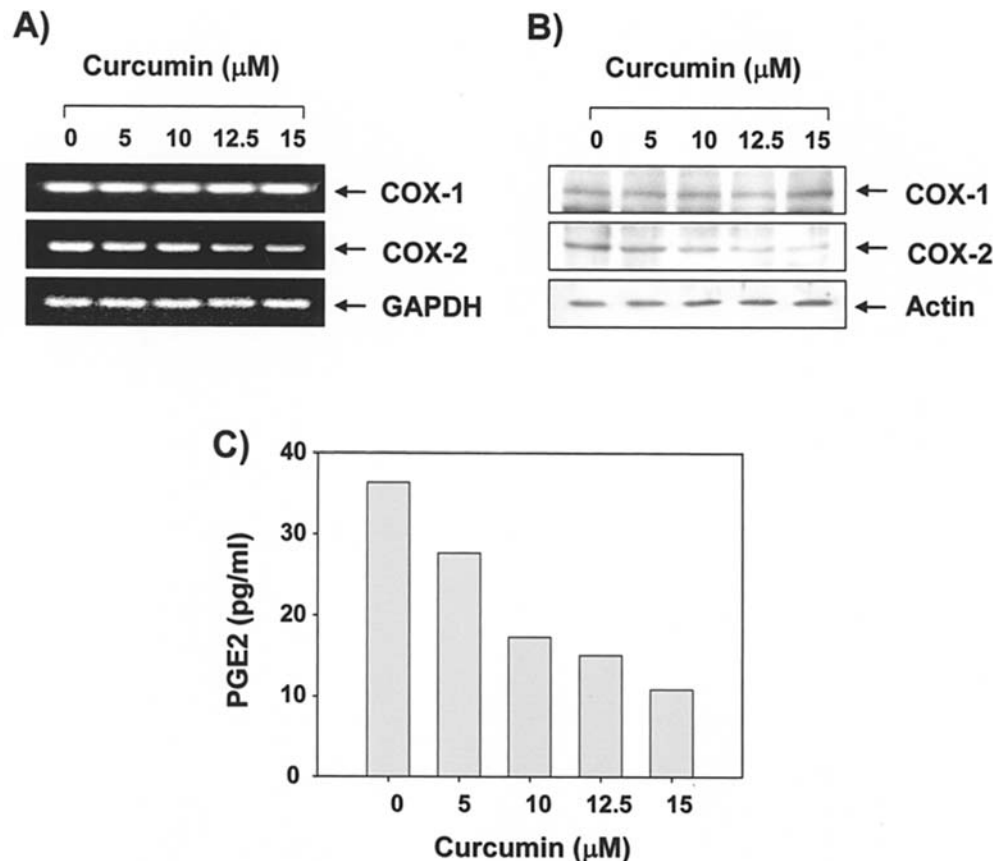 A)
Curcumin (μM)
0 5 10 12.5 15
COX-1
COX-2
GAPDH
B)
Curcumin (μM)
0 5 10 12.5 15
COX-1
COX-2
Actin
C)
PGE2 (pg/ml)
40
30
20
10
0
0 5 10 12.5 15
Curcumin (μM)